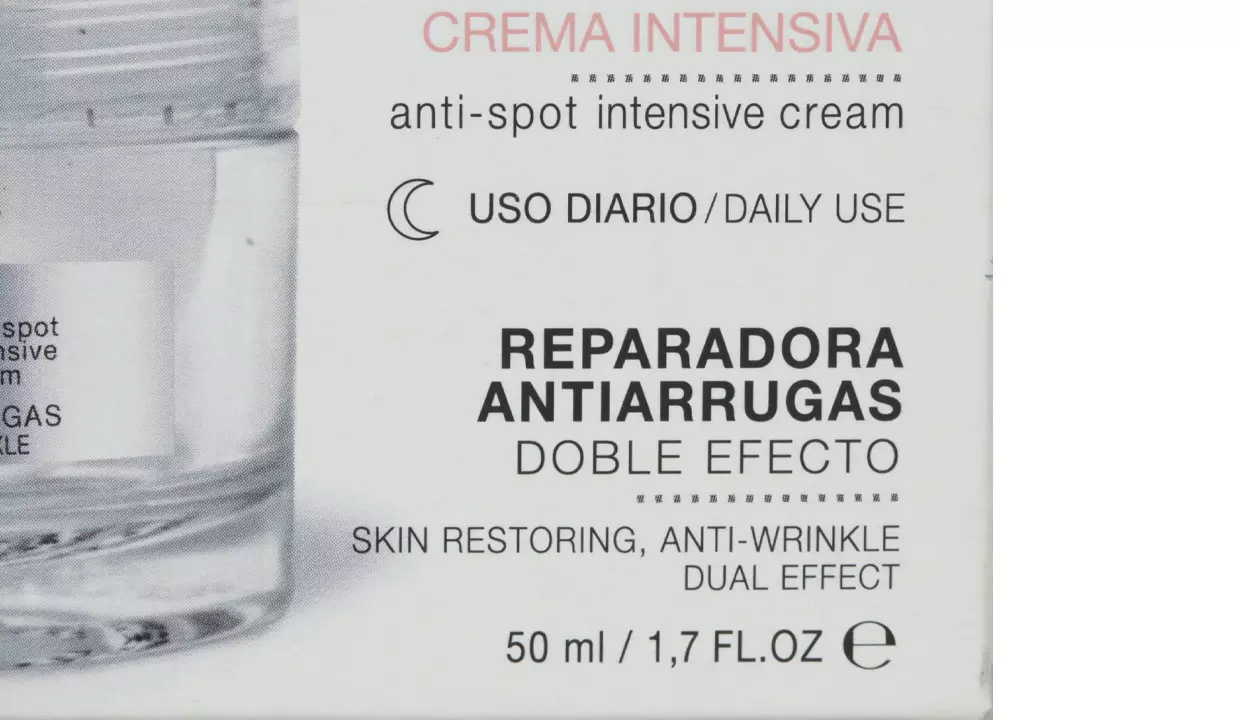 CREMA INTENSIVA
anti-spot intensive cream
USO DIARIO/DAILY USE
REPARADORA
ANTIARRUGAS
DOBLE EFECTO
SKIN RESTORING, ANTI-WRINKLE
DUAL EFFECT
50 ml / 1,7 FL.OZ ℮
spot
nsive
m
GAS
KLE